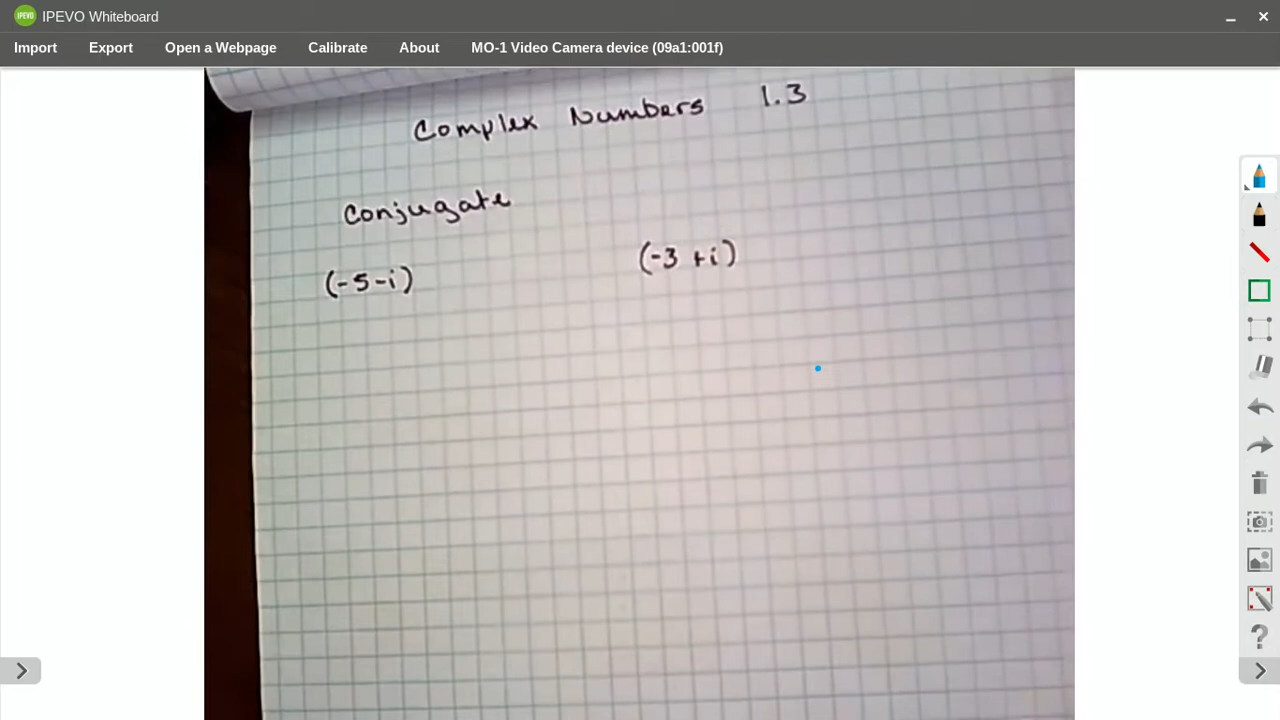 IPEVO IPEVO Whiteboard
Import Export Open a Webpage Calibrate About MO-1 Video Camera device (09a1:001f)
Complex Numbers 1.3
Conjugate
(-5-i) (-3 +i)